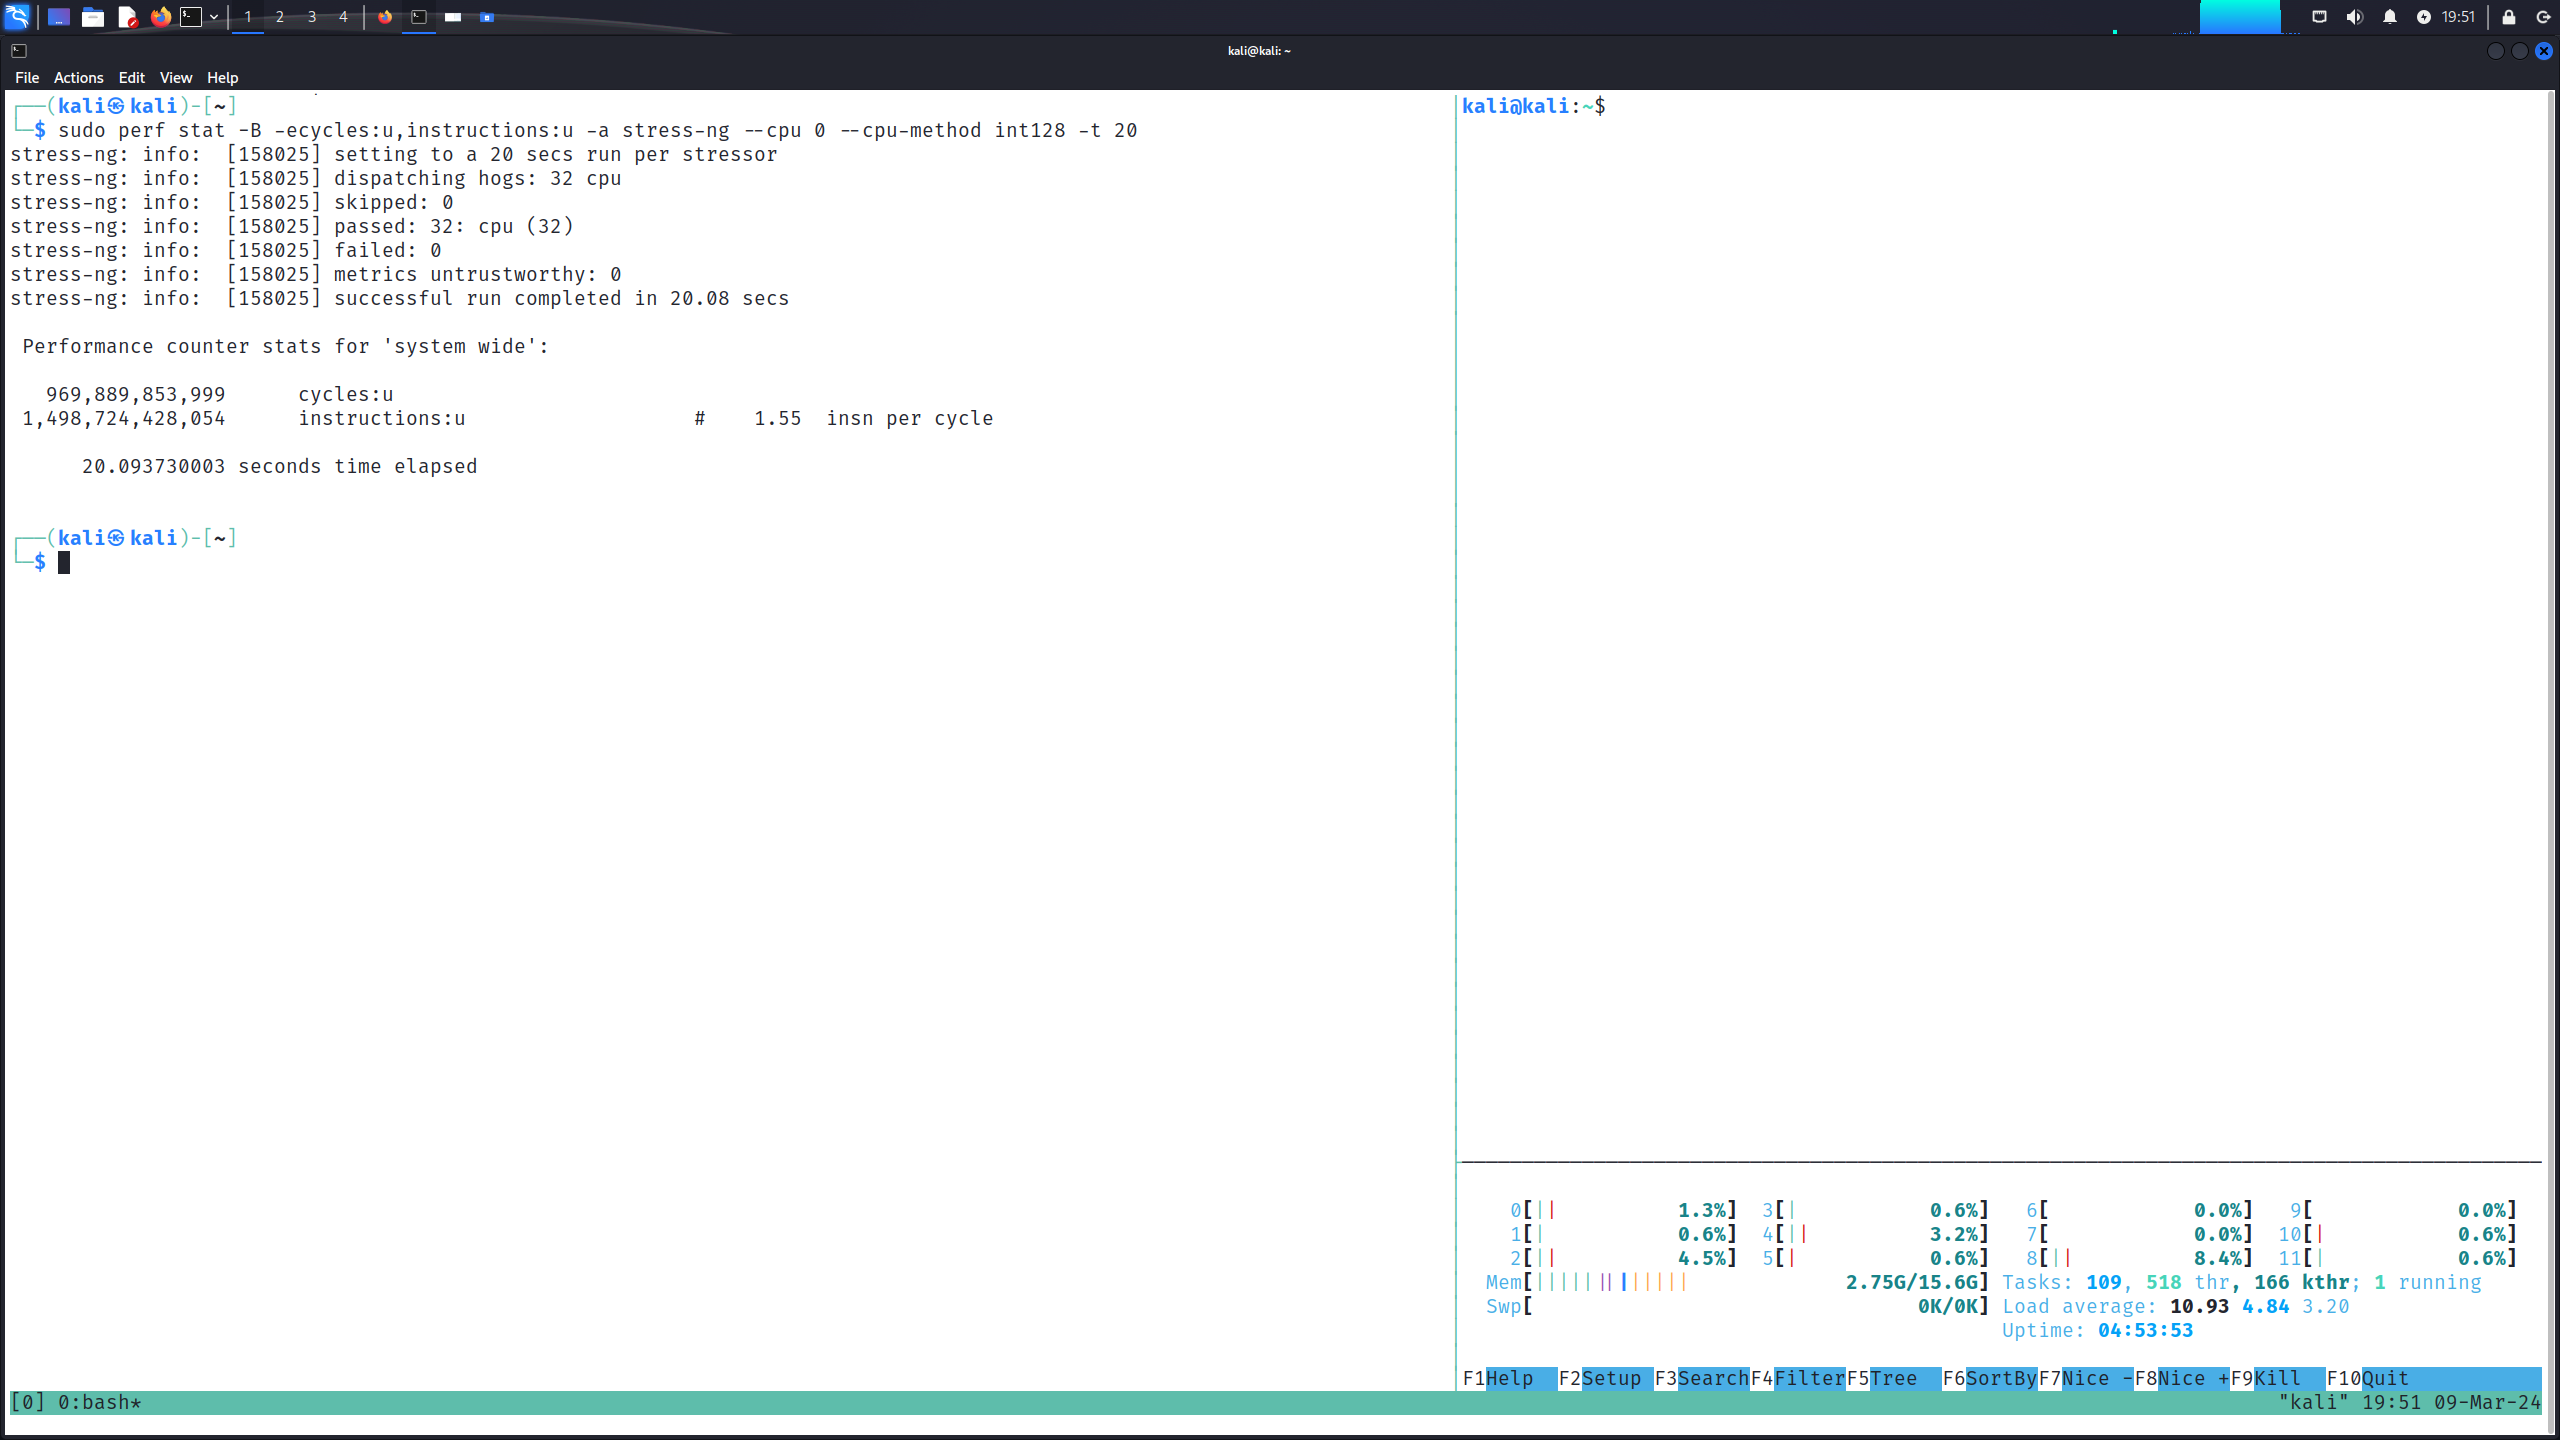 1 2 3 4
19:51
kali@kali: ~
File Actions Edit View Help
┌──(kali㉿kali)-[~]
└─$ sudo perf stat -B -ecycles:u,instructions:u -a stress-ng --cpu 0 --cpu-method int128 -t 20
stress-ng: info:  [158025] setting to a 20 secs run per stressor
stress-ng: info:  [158025] dispatching hogs: 32 cpu
stress-ng: info:  [158025] skipped: 0
stress-ng: info:  [158025] passed: 32: cpu (32)
stress-ng: info:  [158025] failed: 0
stress-ng: info:  [158025] metrics untrustworthy: 0
stress-ng: info:  [158025] successful run completed in 20.08 secs
Performance counter stats for 'system wide':
969,889,853,999      cycles:u
1,498,724,428,054      instructions:u                   #    1.55  insn per cycle
20.093730003 seconds time elapsed
┌──(kali㉿kali)-[~]
└─$
kali@kali:~$
0[|| 1.3%] 3[| 0.6%] 6[ 0.0%] 9[ 0.0%]
1[| 0.6%] 4[|| 3.2%] 7[ 0.0%] 10[| 0.6%]
2[|| 4.5%] 5[| 0.6%] 8[|| 8.4%] 11[| 0.6%]
Mem[||||||||||||| 2.75G/15.6G] Tasks: 109, 518 thr, 166 kthr; 1 running
Swp[ 0K/0K] Load average: 10.93 4.84 3.20
Uptime: 04:53:53
F1Help  F2Setup F3SearchF4FilterF5Tree  F6SortByF7Nice -F8Nice +F9Kill  F10Quit
[0] 0:bash* "kali" 19:51 09-Mar-24